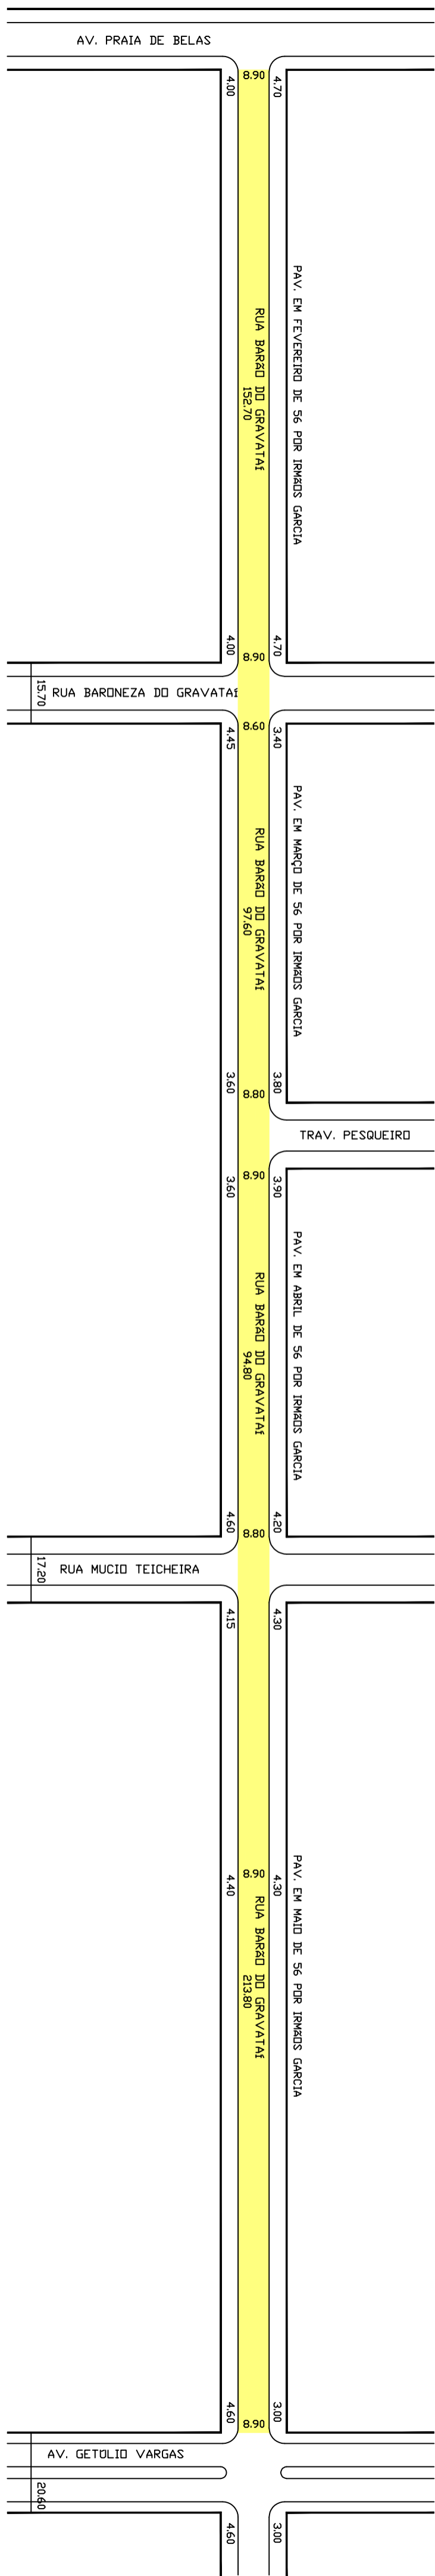 AV. PRAIA DE BELAS
4.00
8.90
4.70
PAV. EM FEVEREIRO DE 56 POR IRMÃOS GARCIA
RUA BARÃO DO GRAVATAÍ
152.70
4.00
8.90
4.70
15.70
RUA BARONEZA DO GRAVATAÍ
4.45
8.60
3.40
PAV. EM MARÇO DE 56 POR IRMÃOS GARCIA
RUA BARÃO DO GRAVATAÍ
97.60
3.60
8.80
3.80
TRAV. PESQUEIRO
3.60
8.90
3.90
PAV. EM ABRIL DE 56 POR IRMÃOS GARCIA
RUA BARÃO DO GRAVATAÍ
94.80
4.60
8.80
4.20
17.20
RUA MUCIO TEICHEIRA
4.15
4.30
PAV. EM MAIO DE 56 POR IRMÃOS GARCIA
4.40
8.90
4.30
RUA BARÃO DO GRAVATAÍ
213.80
4.60
8.90
3.00
AV. GETÚLIO VARGAS
20.60
4.60
3.00